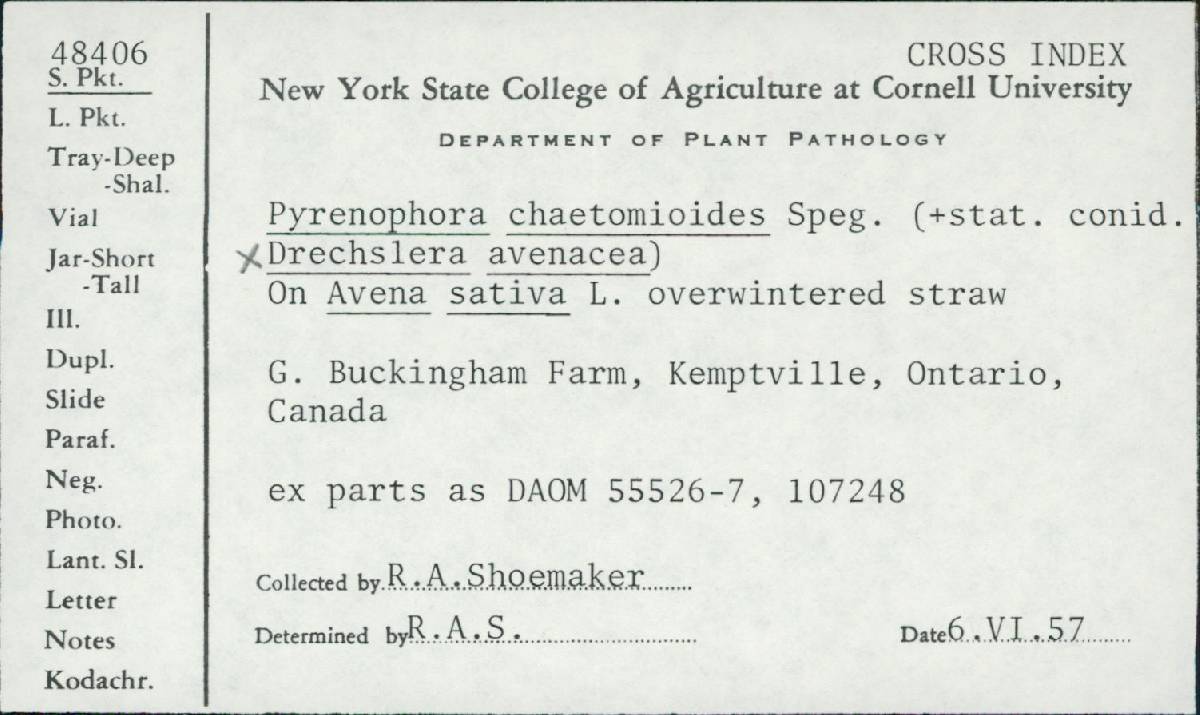 48406
S. Pkt.
L. Pkt.
Tray-Deep
-Shal.
Vial
Jar-Short
-Tall
Ill.
Dupl.
Slide
Paraf.
Neg.
Photo.
Lant. Sl.
Letter
Notes
Kodachr.
CROSS INDEX
New York State College of Agriculture at Cornell University
DEPARTMENT OF PLANT PATHOLOGY
Pyrenophora chaetomioides Speg. (+stat. conid.
x Drechslera avenacea)
On Avena sativa L. overwintered straw
G. Buckingham Farm, Kemptville, Ontario,
Canada
ex parts as DAOM 55526-7, 107248
Collected by R.A.Shoemaker
Determined by R.A.S.
Date 6.VI.57